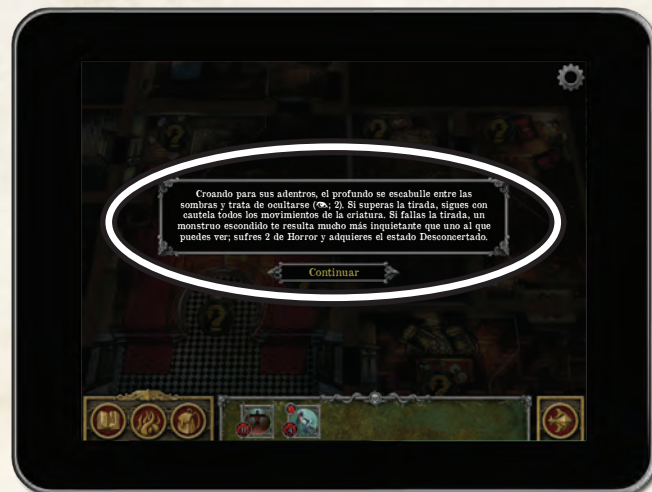 Croando para sus adentros, el profundo se escabulle entre las
sombras y trata de ocultarse (; 2). Si superas la tirada, sigues con
cautela todos los movimientos de la criatura. Si fallas la tirada, un
monstruo escondido te resulta mucho más inquietante que uno al que
puedes ver; sufres 2 de Horror y adquieres el estado Desconcertado.
Continuar